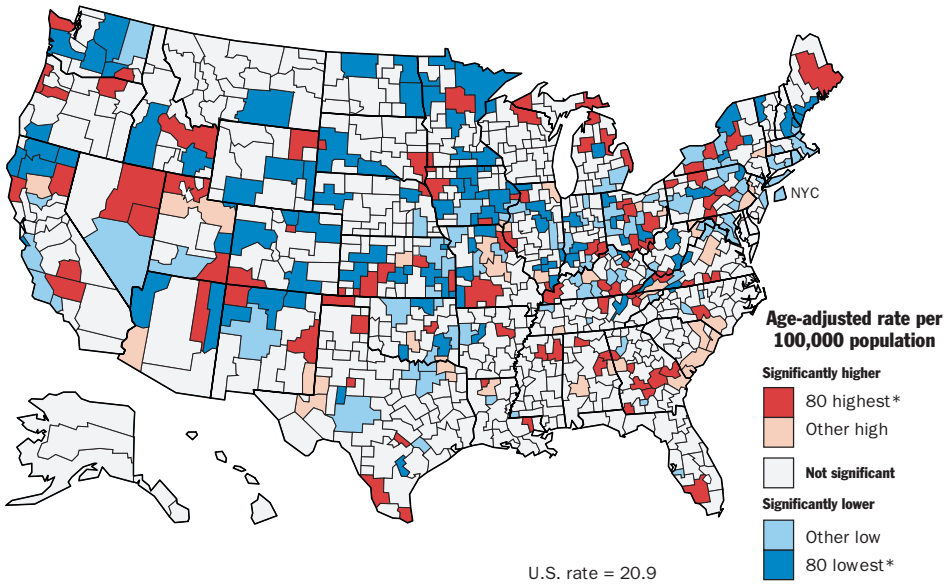 NYC
Age-adjusted rate per
100,000 population
Significantly higher
80 highest*
Other high
Not significant
Significantly lower
Other low
80 lowest*
U.S. rate = 20.9